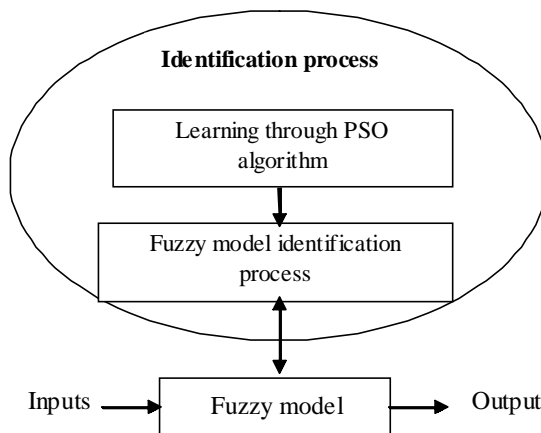 Identification process
Learning through PSO
algorithm
Fuzzy model identification
process
Inputs
Fuzzy model
Output